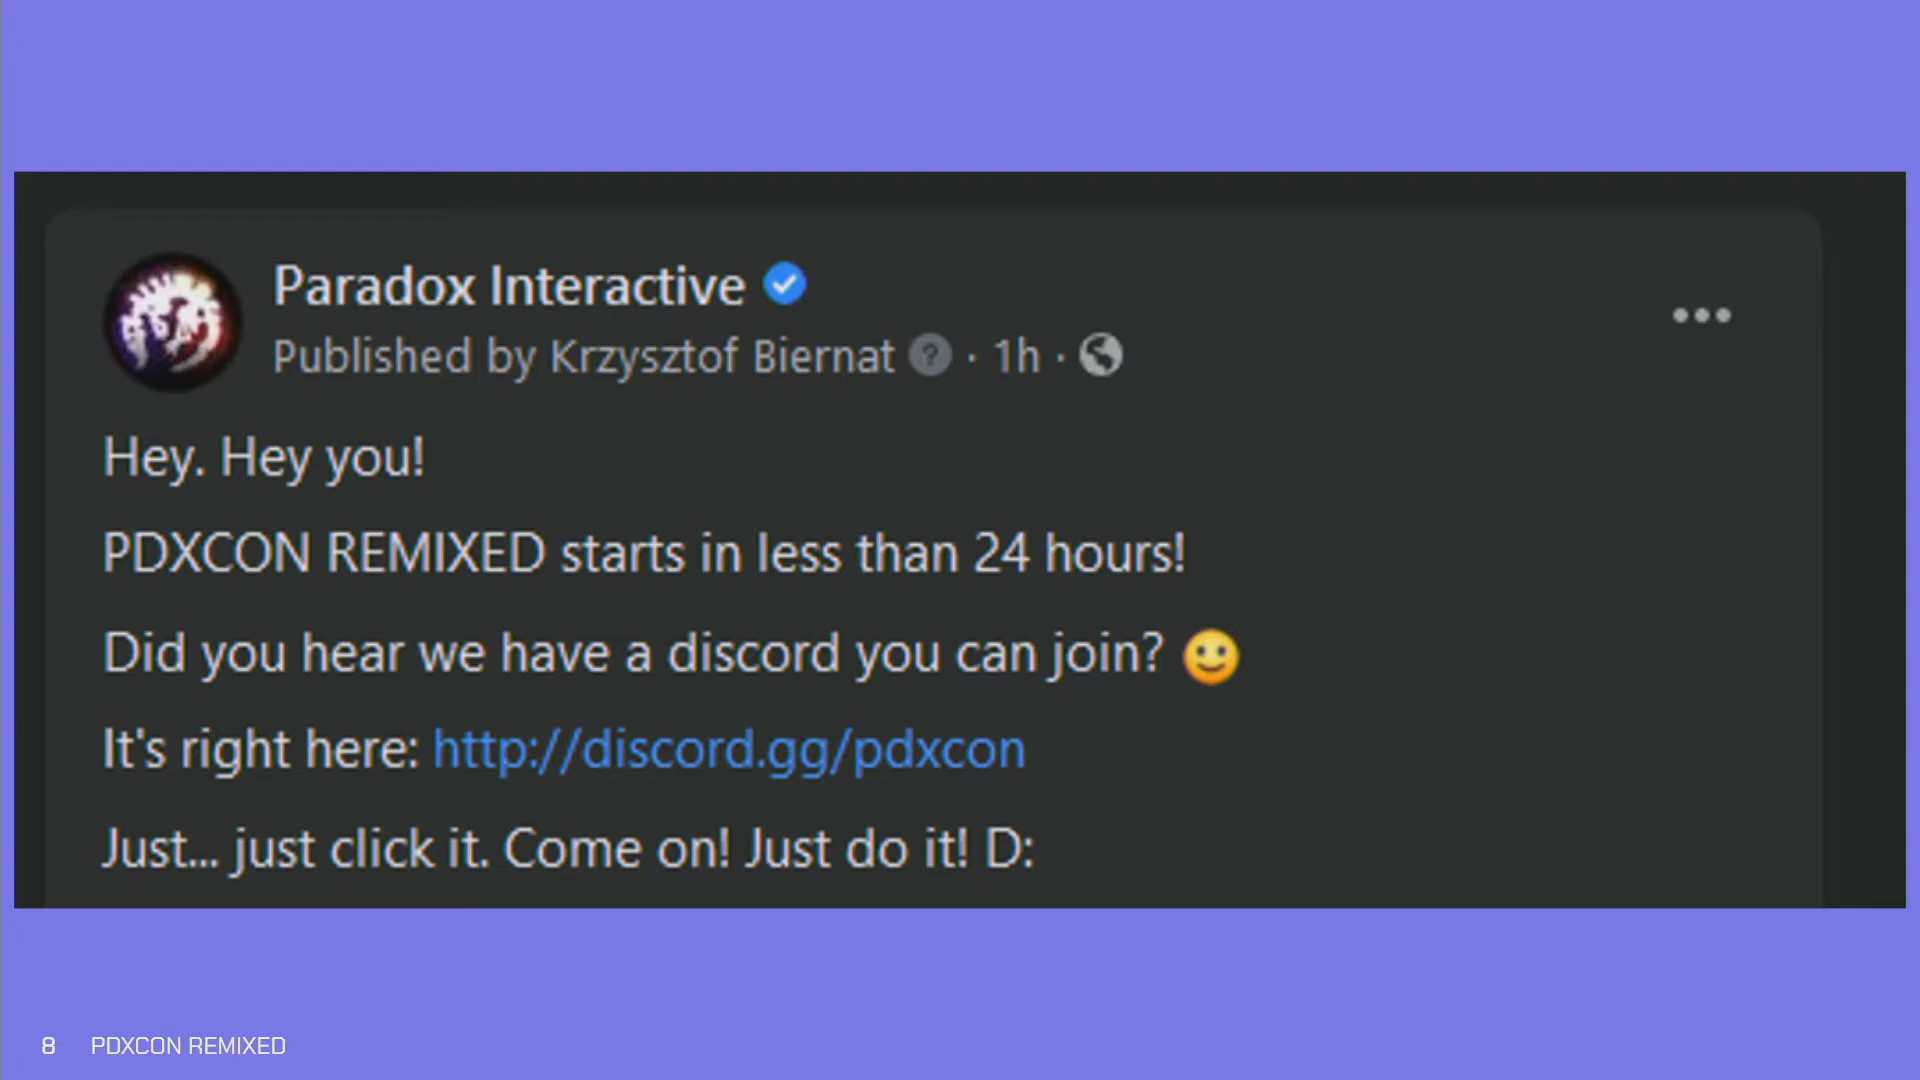 Paradox Interactive
Published by Krzysztof Biernat · 1h ·
Hey. Hey you!
PDXCON REMIXED starts in less than 24 hours!
Did you hear we have a discord you can join? 🙂
It's right here: http://discord.gg/pdxcon
Just... just click it. Come on! Just do it! D:
8 PDXCON REMIXED